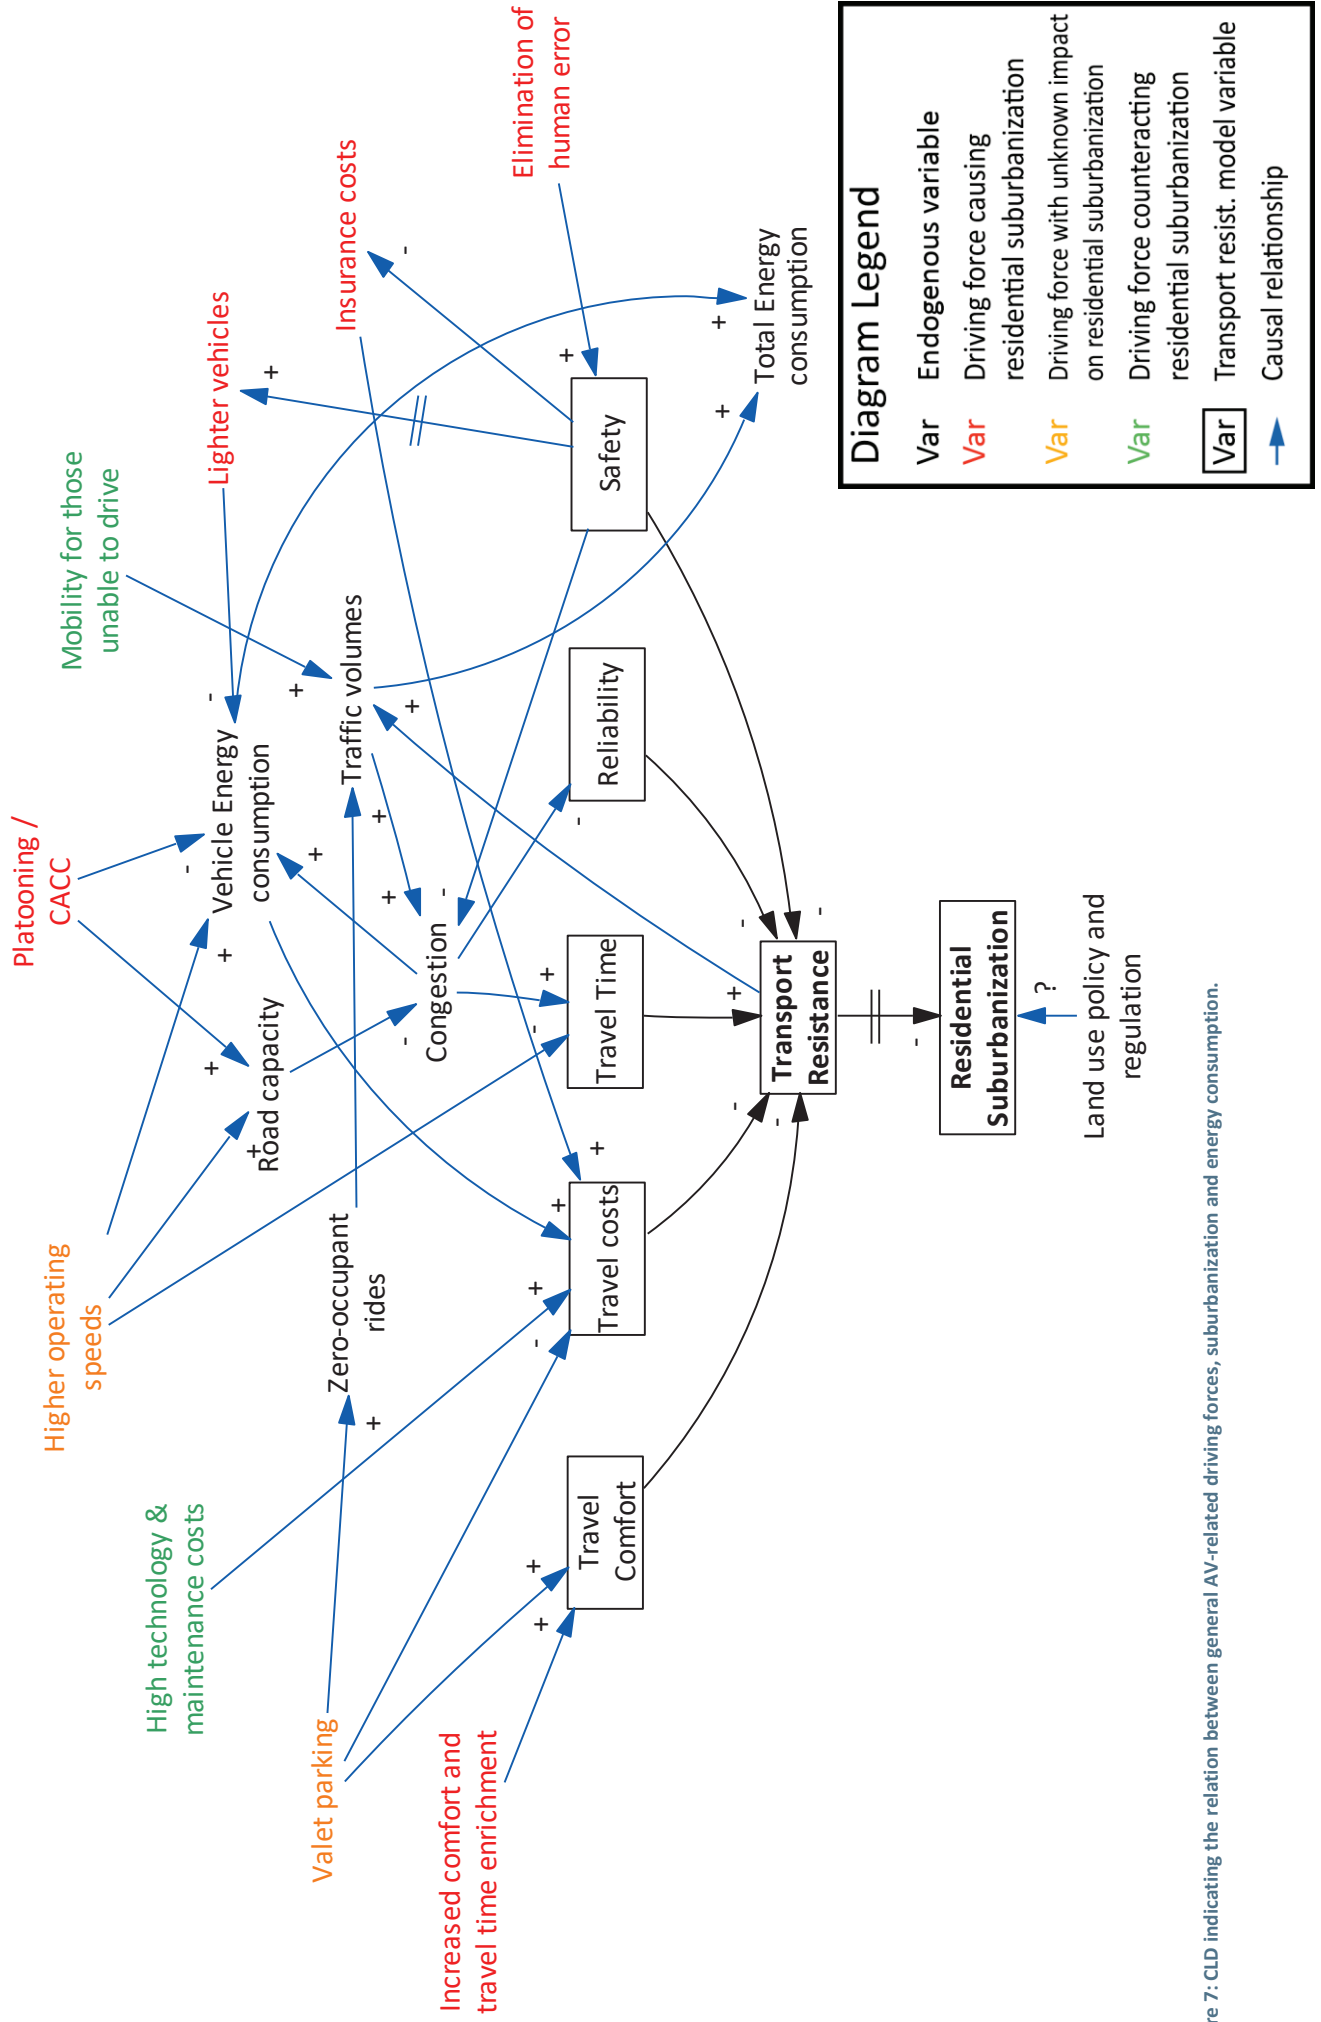 Platooning /
CACC
Mobility for those
unable to drive
Higher operating
speeds
High technology &
maintenance costs
Lighter vehicles
-
-
Vehicle Energy
consumption
+
+
+
Road capacity
+
+
+
Insurance costs
-
Valet parking
Zero-occupant
rides
+
Traffic volumes
+
+
+
+
-
-
Congestion
Elimination of
human error
+
Increased comfort and
travel time enrichment
+
+
Travel
Comfort
-
+
+
+
Travel costs
-
+
Travel Time
-
Reliability
Safety
+
+
Total Energy
consumption
-
-
+
-
-
Transport
Resistance
-
Residential
Suburbanization
?
Land use policy and
regulation
Diagram Legend
Var Endogenous variable
Var Driving force causing
residential suburbanization
Var Driving force with unknown impact
on residential suburbanization
Var Driving force counteracting
residential suburbanization
Var Transport resist. model variable
Causal relationship
re 7: CLD indicating the relation between general AV-related driving forces, suburbanization and energy consumption.